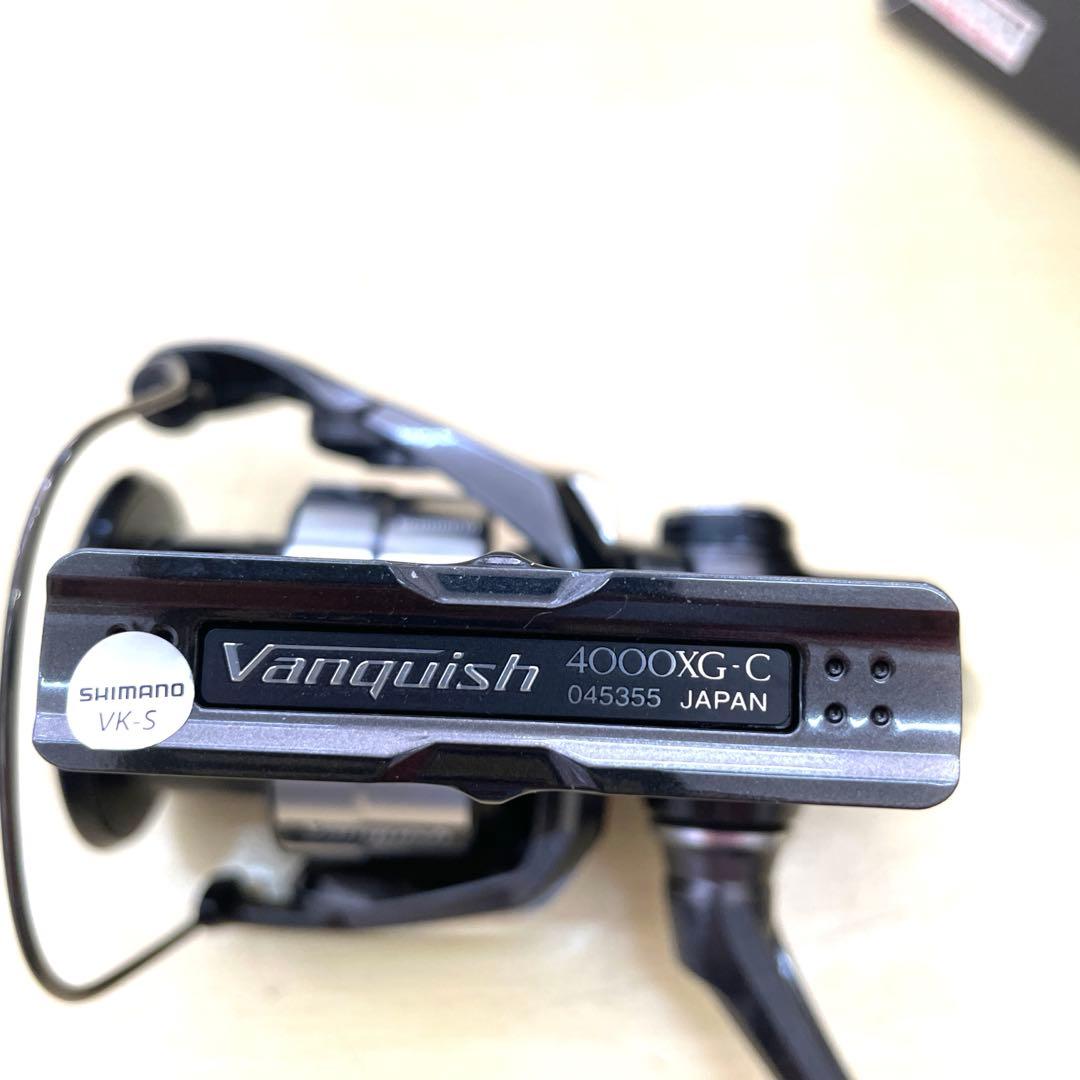 SHIMANO
VK-S
Vanquish 4000XG-C
045355 JAPAN